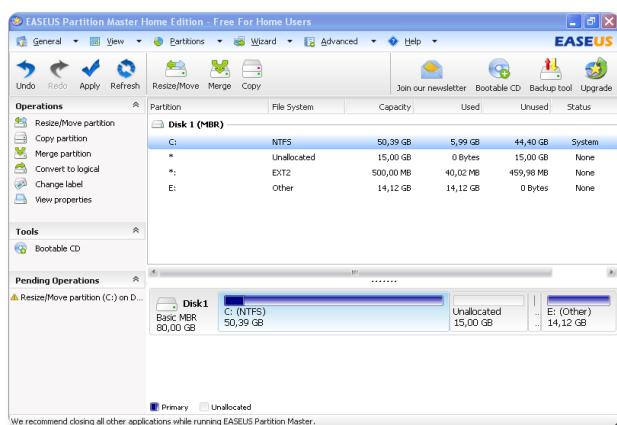 EASEUS Partition Master Home Edition - Free For Home Users
General View Partitions Wizard Advanced Help EASEUS
Undo Redo Apply Refresh Resize/Move Merge Copy Join our newsletter Bootable CD Backup tool Upgrade
Operations
Resize/Move partition
Copy partition
Merge partition
Convert to logical
Change label
View properties
Tools
Bootable CD
Pending Operations
Resize/Move partition (C:) on D...
Partition File System Capacity Used Unused Status
Disk 1 (MBR)
C: NTFS 50,39 GB 5,99 GB 44,40 GB System
* Unallocated 15,00 GB 0 Bytes 15,00 GB None
*: EXT2 500,00 MB 40,02 MB 459,98 MB None
E: Other 14,12 GB 14,12 GB 0 Bytes None
Disk1
Basic MBR
80,00 GB
C: (NTFS)
50,39 GB
Unallocated
15,00 GB
..
..
E: (Other)
14,12 GB
Primary Unallocated
We recommend closing all other applications while running EASEUS Partition Master.